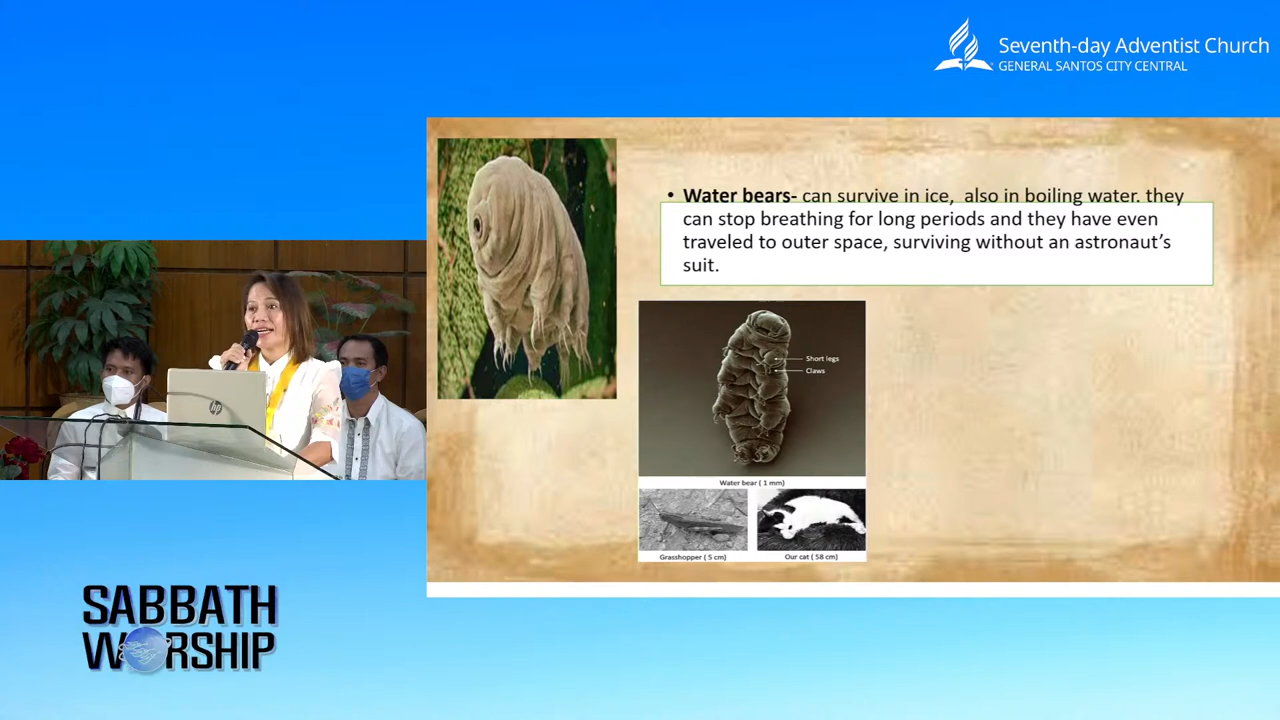 Seventh-day Adventist Church
GENERAL SANTOS CITY CENTRAL
• Water bears- can survive in ice, also in boiling water. they
can stop breathing for long periods and they have even
traveled to outer space, surviving without an astronaut's
suit.
Short legs
Claws
Water bear ( 1 mm)
Grasshopper ( 5 cm)
Our cat ( 58 cm)
hp
SABBATH
WORSHIP